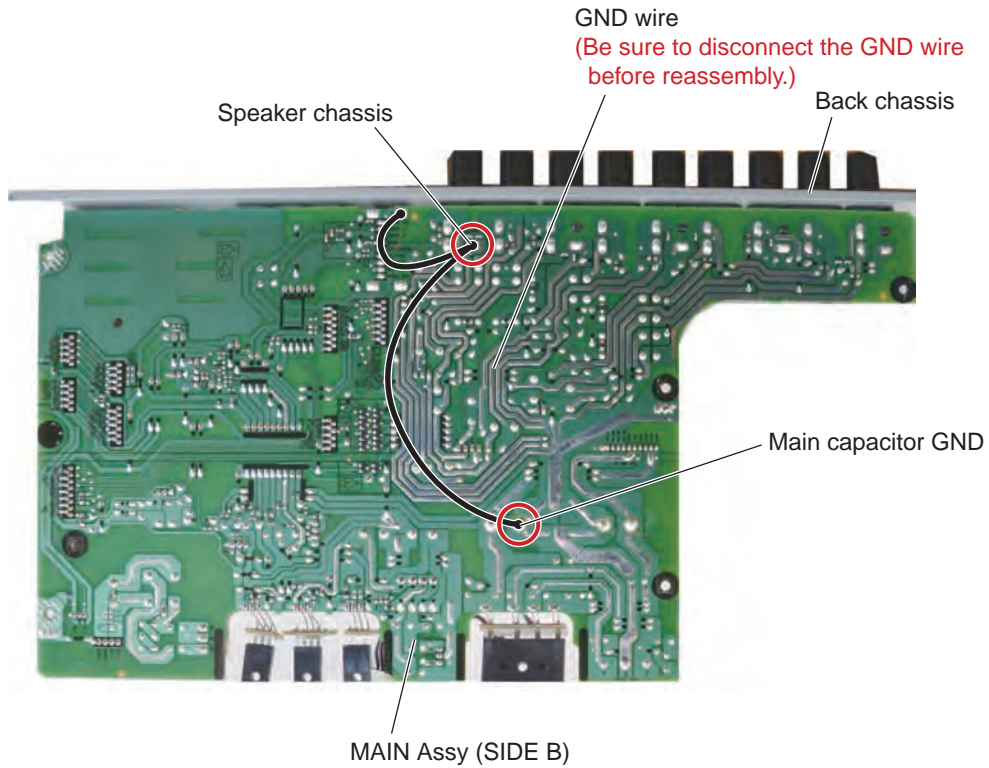 GND wire
(Be sure to disconnect the GND wire
before reassembly.)
Speaker chassis
Back chassis
Main capacitor GND
MAIN Assy (SIDE B)